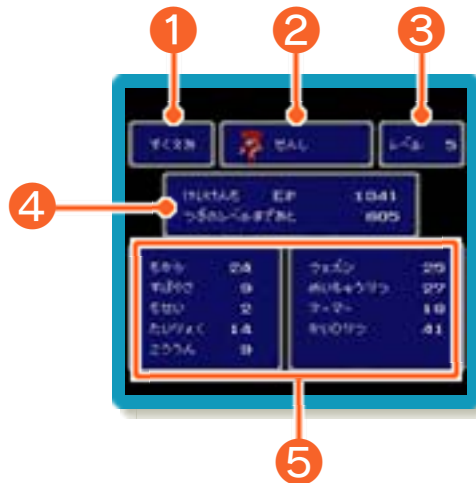 1
2
3
すくえあ
せんし
レベル 5
4
けいけんち EP 1041
つぎのレベルまであと 605
ちから 24
すばやさ 9
ちせい 2
たいりょく 14
こううん 9
ウェポン 29
めいちゅうりつ 27
アーマー 18
かいひりつ 41
5